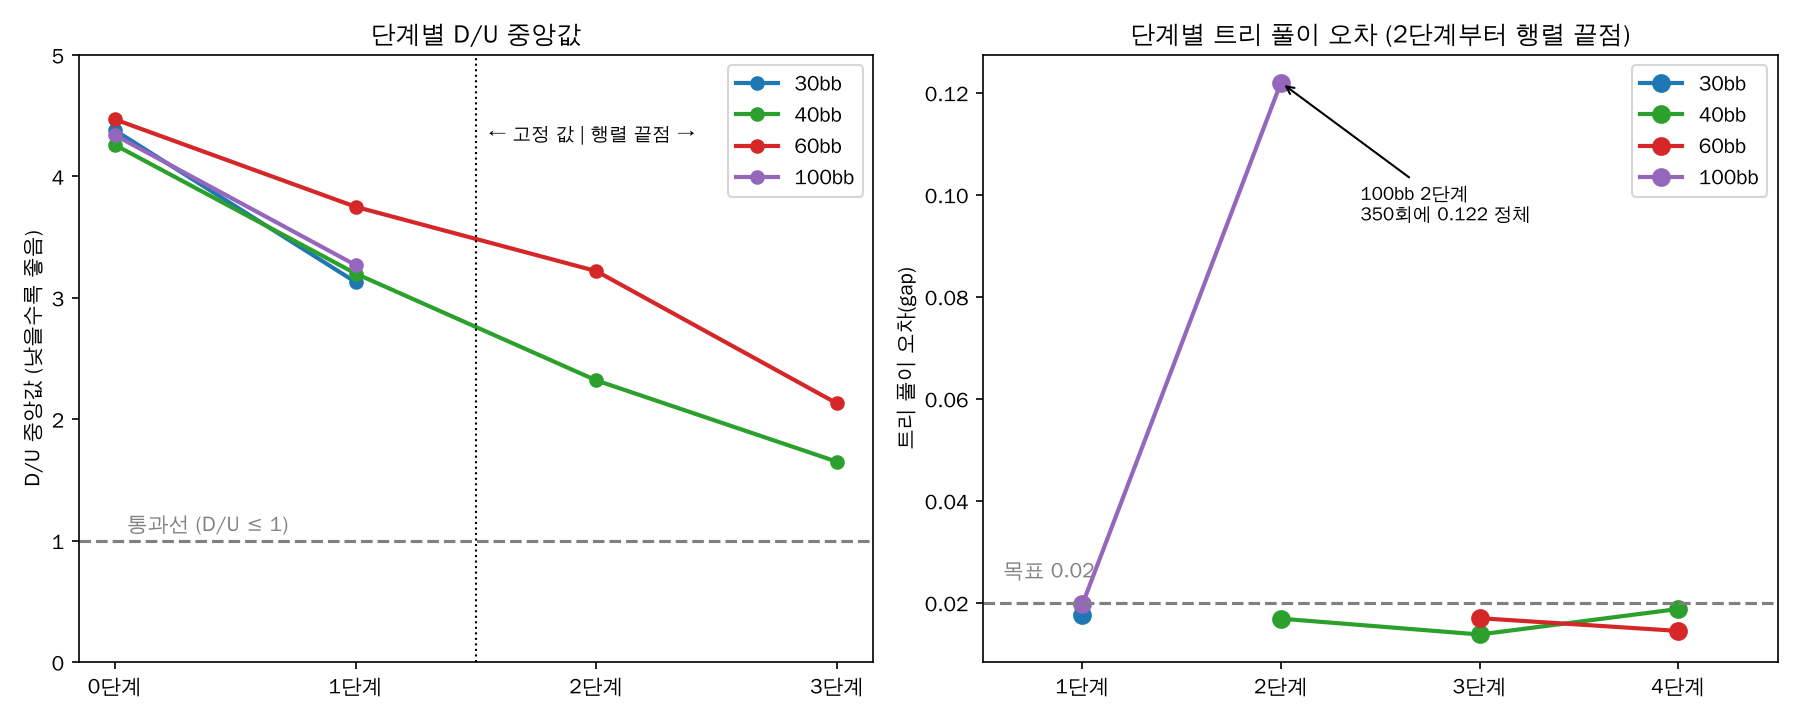 단계별 D/U 중앙값
D/U 중앙값 (낮을수록 좋음)
5
4
3
2
1
0
← 고정 값 | 행렬 끝점 →
30bb
40bb
60bb
100bb
통과선 (D/U ≤ 1)
0단계
1단계
2단계
3단계
단계별 트리 풀이 오차 (2단계부터 행렬 끝점)
트리 풀이 오차(gap)
0.12
0.10
0.08
0.06
0.04
0.02
30bb
40bb
60bb
100bb
100bb 2단계
350회에 0.122 정체
목표 0.02
1단계
2단계
3단계
4단계